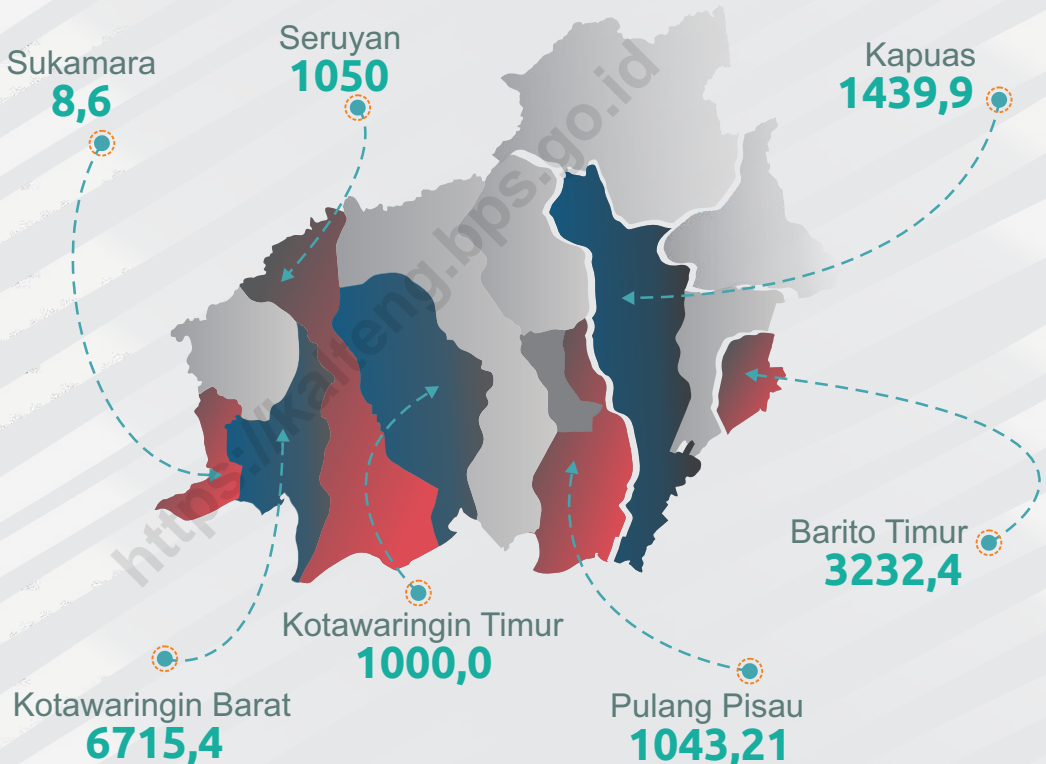 Sukamara
8,6
Seruyan
1050
Kapuas
1439,9
Barito Timur
3232,4
Kotawaringin Timur
1000,0
Kotawaringin Barat
6715,4
Pulang Pisau
1043,21
https://kalteng.bps.go.id